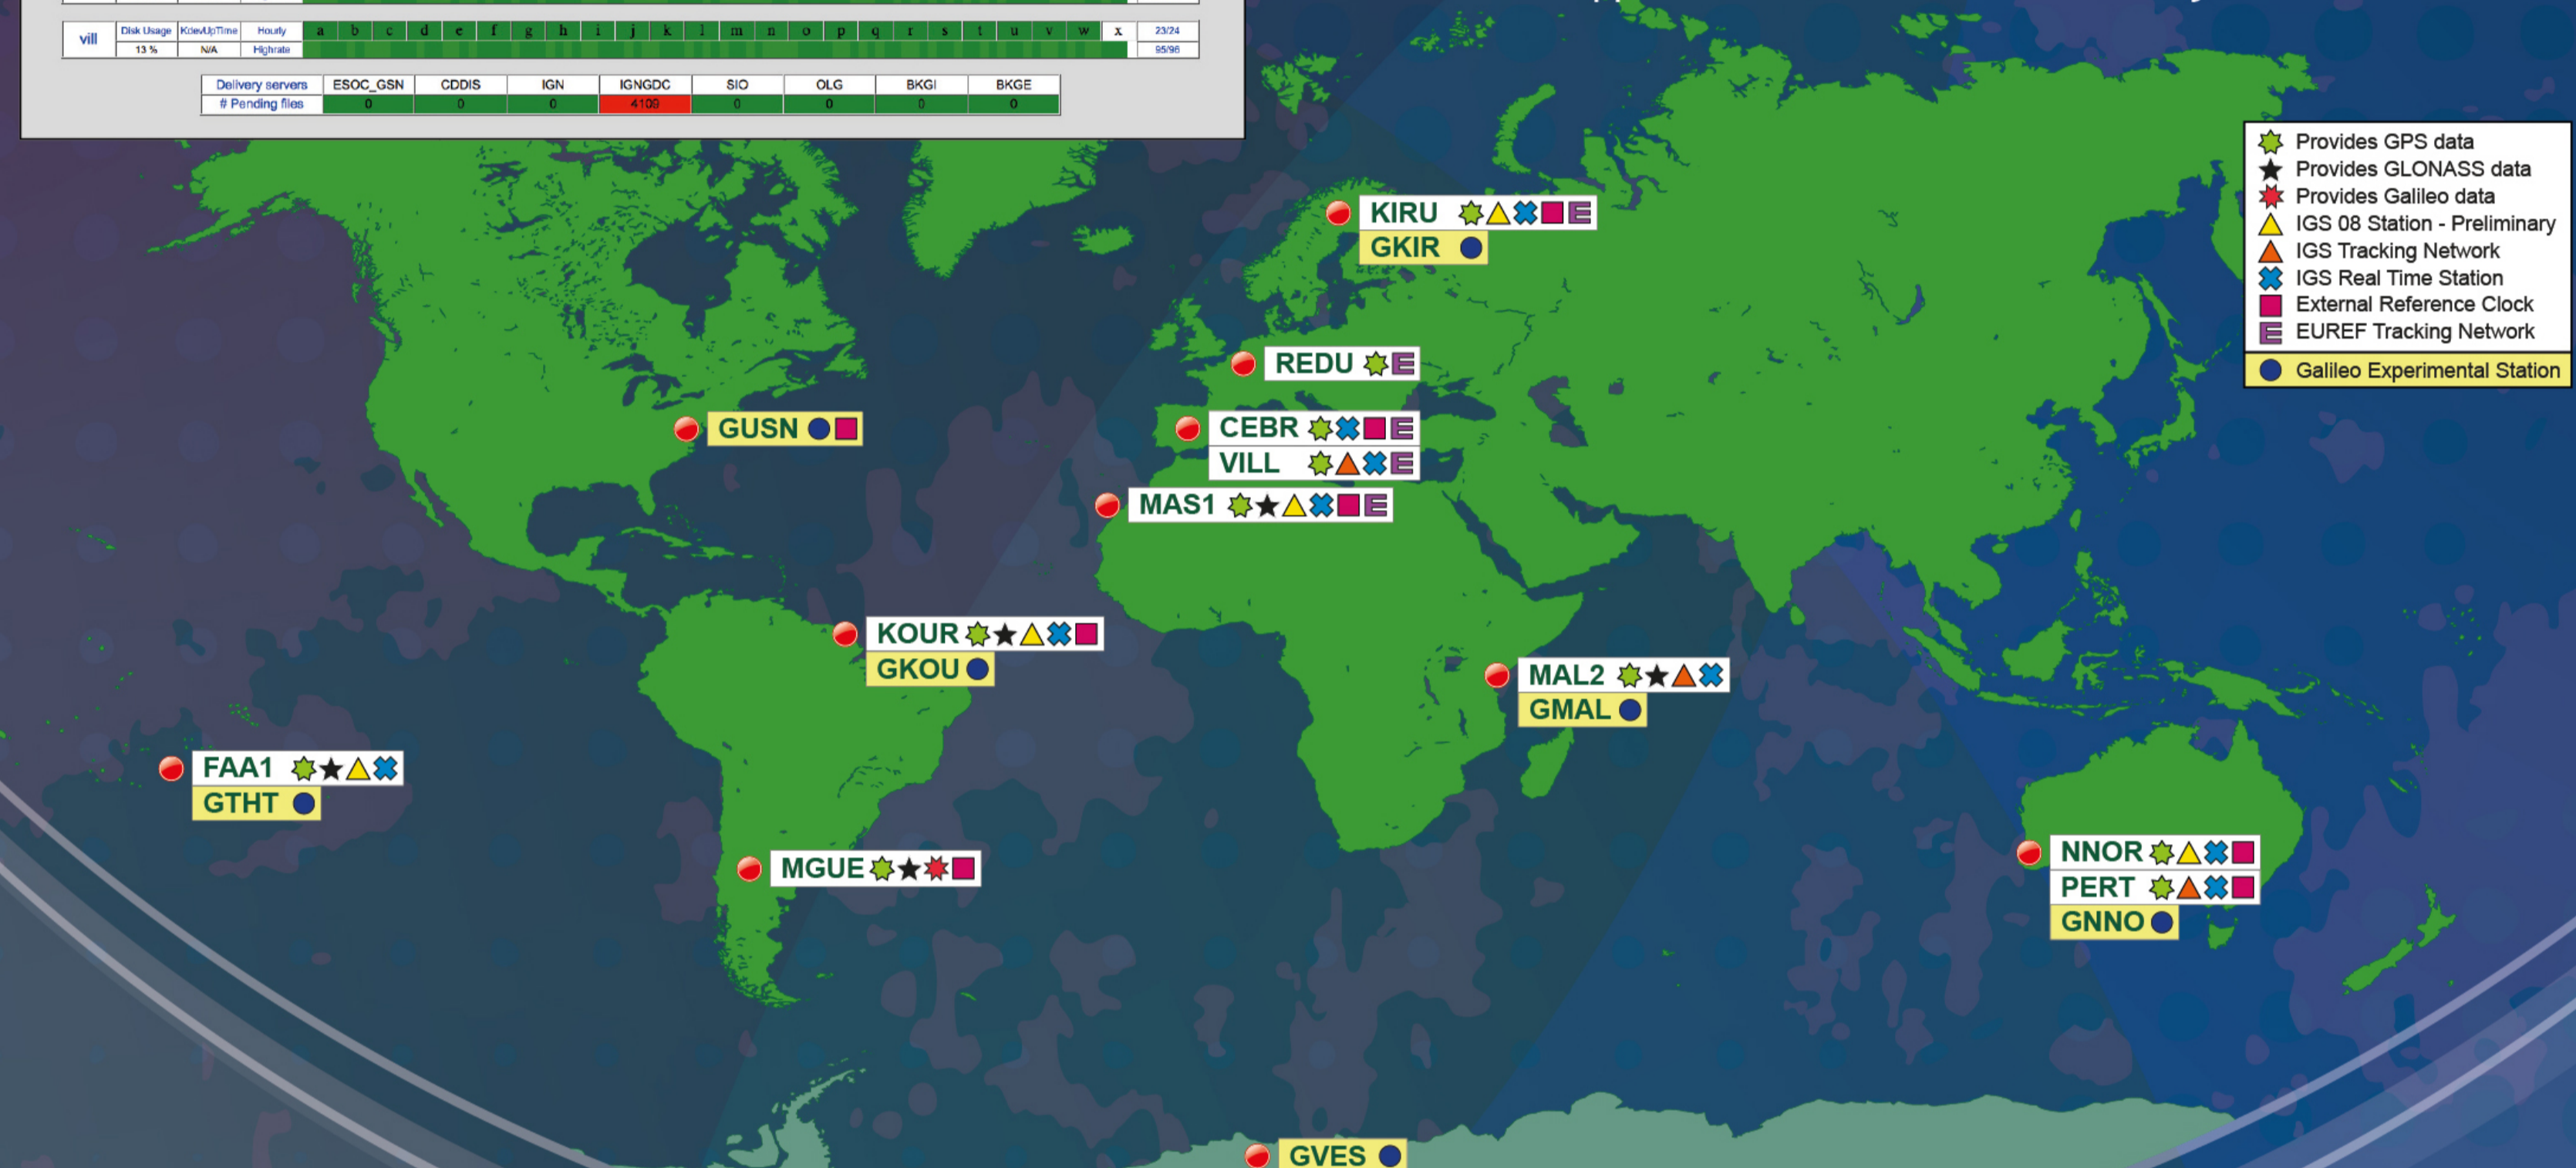 vill Disk Usage KdevUpTime Hourly a b c d e f g h i j k l m n o p q r s t u v w x 23/24
13 % N/A Highrate 95/96
Delivery servers ESOC_GSN CDDIS IGN IGNGDC SIO OLG BKGI BKGE
# Pending files 0 0 0 4109 0 0 0 0
Provides GPS data
Provides GLONASS data
Provides Galileo data
IGS 08 Station - Preliminary
IGS Tracking Network
IGS Real Time Station
External Reference Clock
E EUREF Tracking Network
Galileo Experimental Station
KIRU E
GKIR
REDU E
GUSN
CEBR E
VILL E
MAS1 E
KOUR
GKOU
MAL2
GMAL
FAA1
GTHT
MGUE
NNOR
PERT
GNNO
GVES